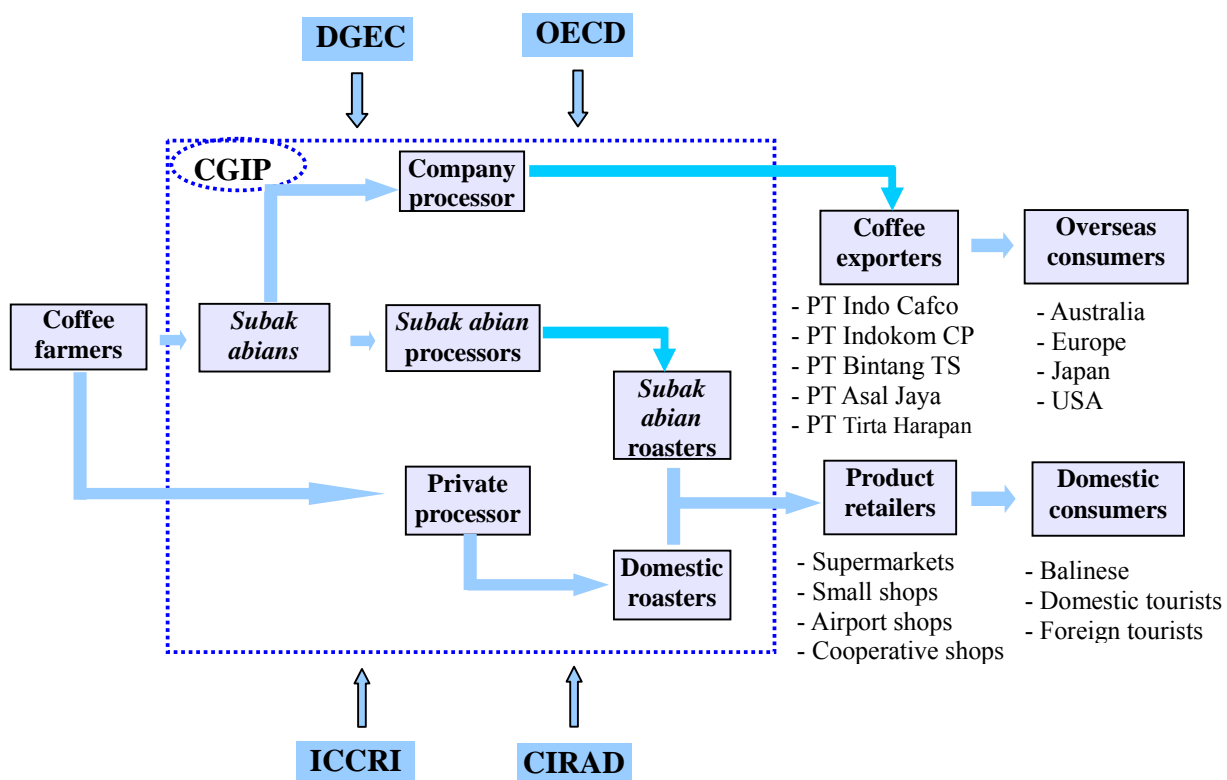 DGEC
OECD
CGIP
Company
processor
Coffee
exporters
Overseas
consumers
- PT Indo Cafco
- PT Indokom CP
- PT Bintang TS
- PT Asal Jaya
- PT Tirta Harapan
- Australia
- Europe
- Japan
- USA
Coffee
farmers
Subak
abians
Subak abian
processors
Subak
abian
roasters
Private
processor
Domestic
roasters
Product
retailers
Domestic
consumers
- Supermarkets
- Small shops
- Airport shops
- Cooperative shops
- Balinese
- Domestic tourists
- Foreign tourists
ICCRI
CIRAD